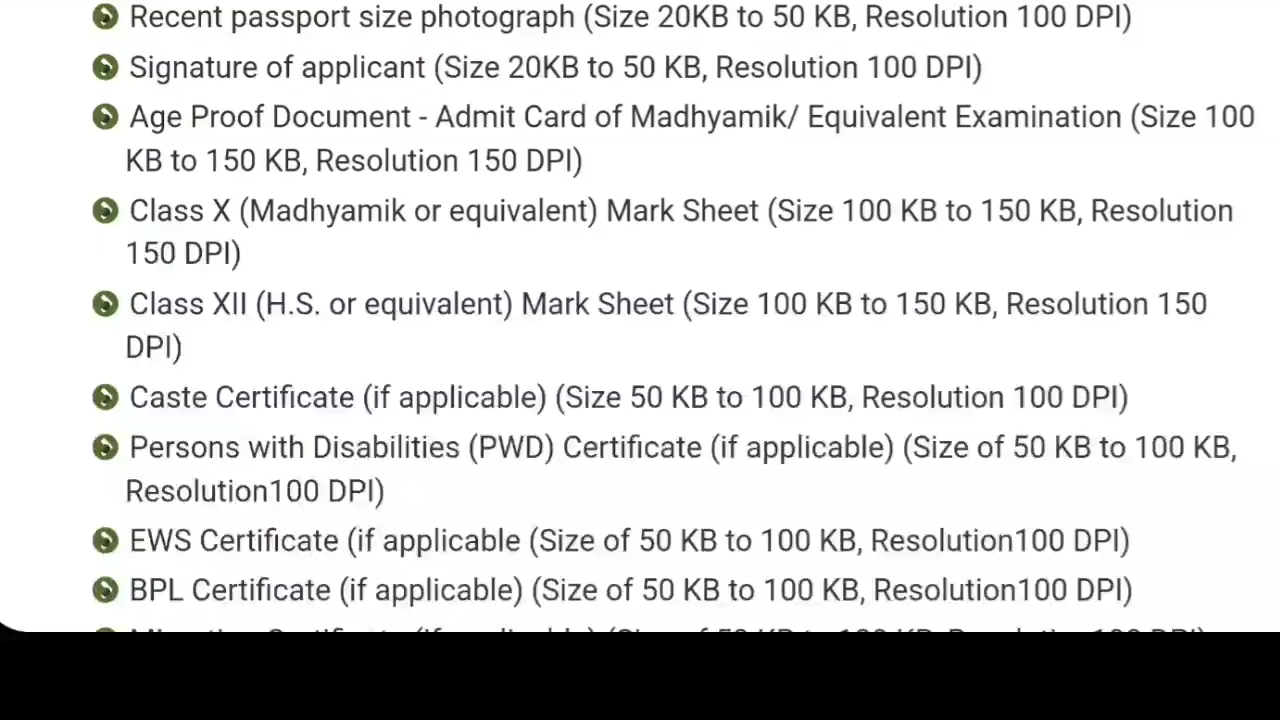 Recent passport size photograph (Size 20KB to 50 KB, Resolution 100 DPI)
Signature of applicant (Size 20KB to 50 KB, Resolution 100 DPI)
Age Proof Document - Admit Card of Madhyamik/ Equivalent Examination (Size 100
KB to 150 KB, Resolution 150 DPI)
Class X (Madhyamik or equivalent) Mark Sheet (Size 100 KB to 150 KB, Resolution
150 DPI)
Class XII (H.S. or equivalent) Mark Sheet (Size 100 KB to 150 KB, Resolution 150
DPI)
Caste Certificate (if applicable) (Size 50 KB to 100 KB, Resolution 100 DPI)
Persons with Disabilities (PWD) Certificate (if applicable) (Size of 50 KB to 100 KB,
Resolution100 DPI)
EWS Certificate (if applicable (Size of 50 KB to 100 KB, Resolution100 DPI)
BPL Certificate (if applicable) (Size of 50 KB to 100 KB, Resolution100 DPI)